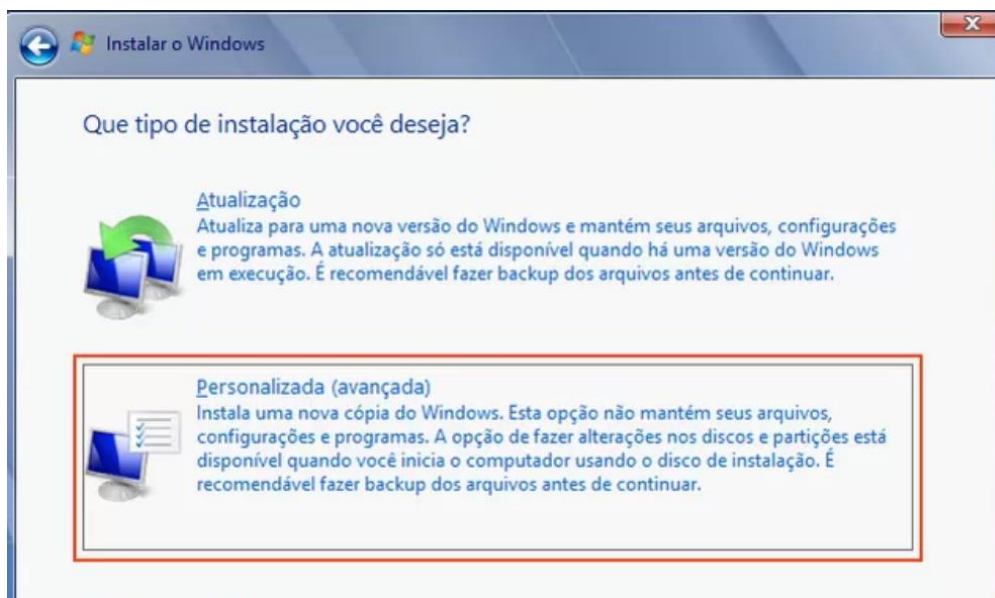 Instalar o Windows
Que tipo de instalação você deseja?
Atualização
Atualiza para uma nova versão do Windows e mantém seus arquivos, configurações
e programas. A atualização só está disponível quando há uma versão do Windows
em execução. É recomendável fazer backup dos arquivos antes de continuar.
Personalizada (avançada)
Instala uma nova cópia do Windows. Esta opção não mantém seus arquivos,
configurações e programas. A opção de fazer alterações nos discos e partições está
disponível quando você inicia o computador usando o disco de instalação. É
recomendável fazer backup dos arquivos antes de continuar.